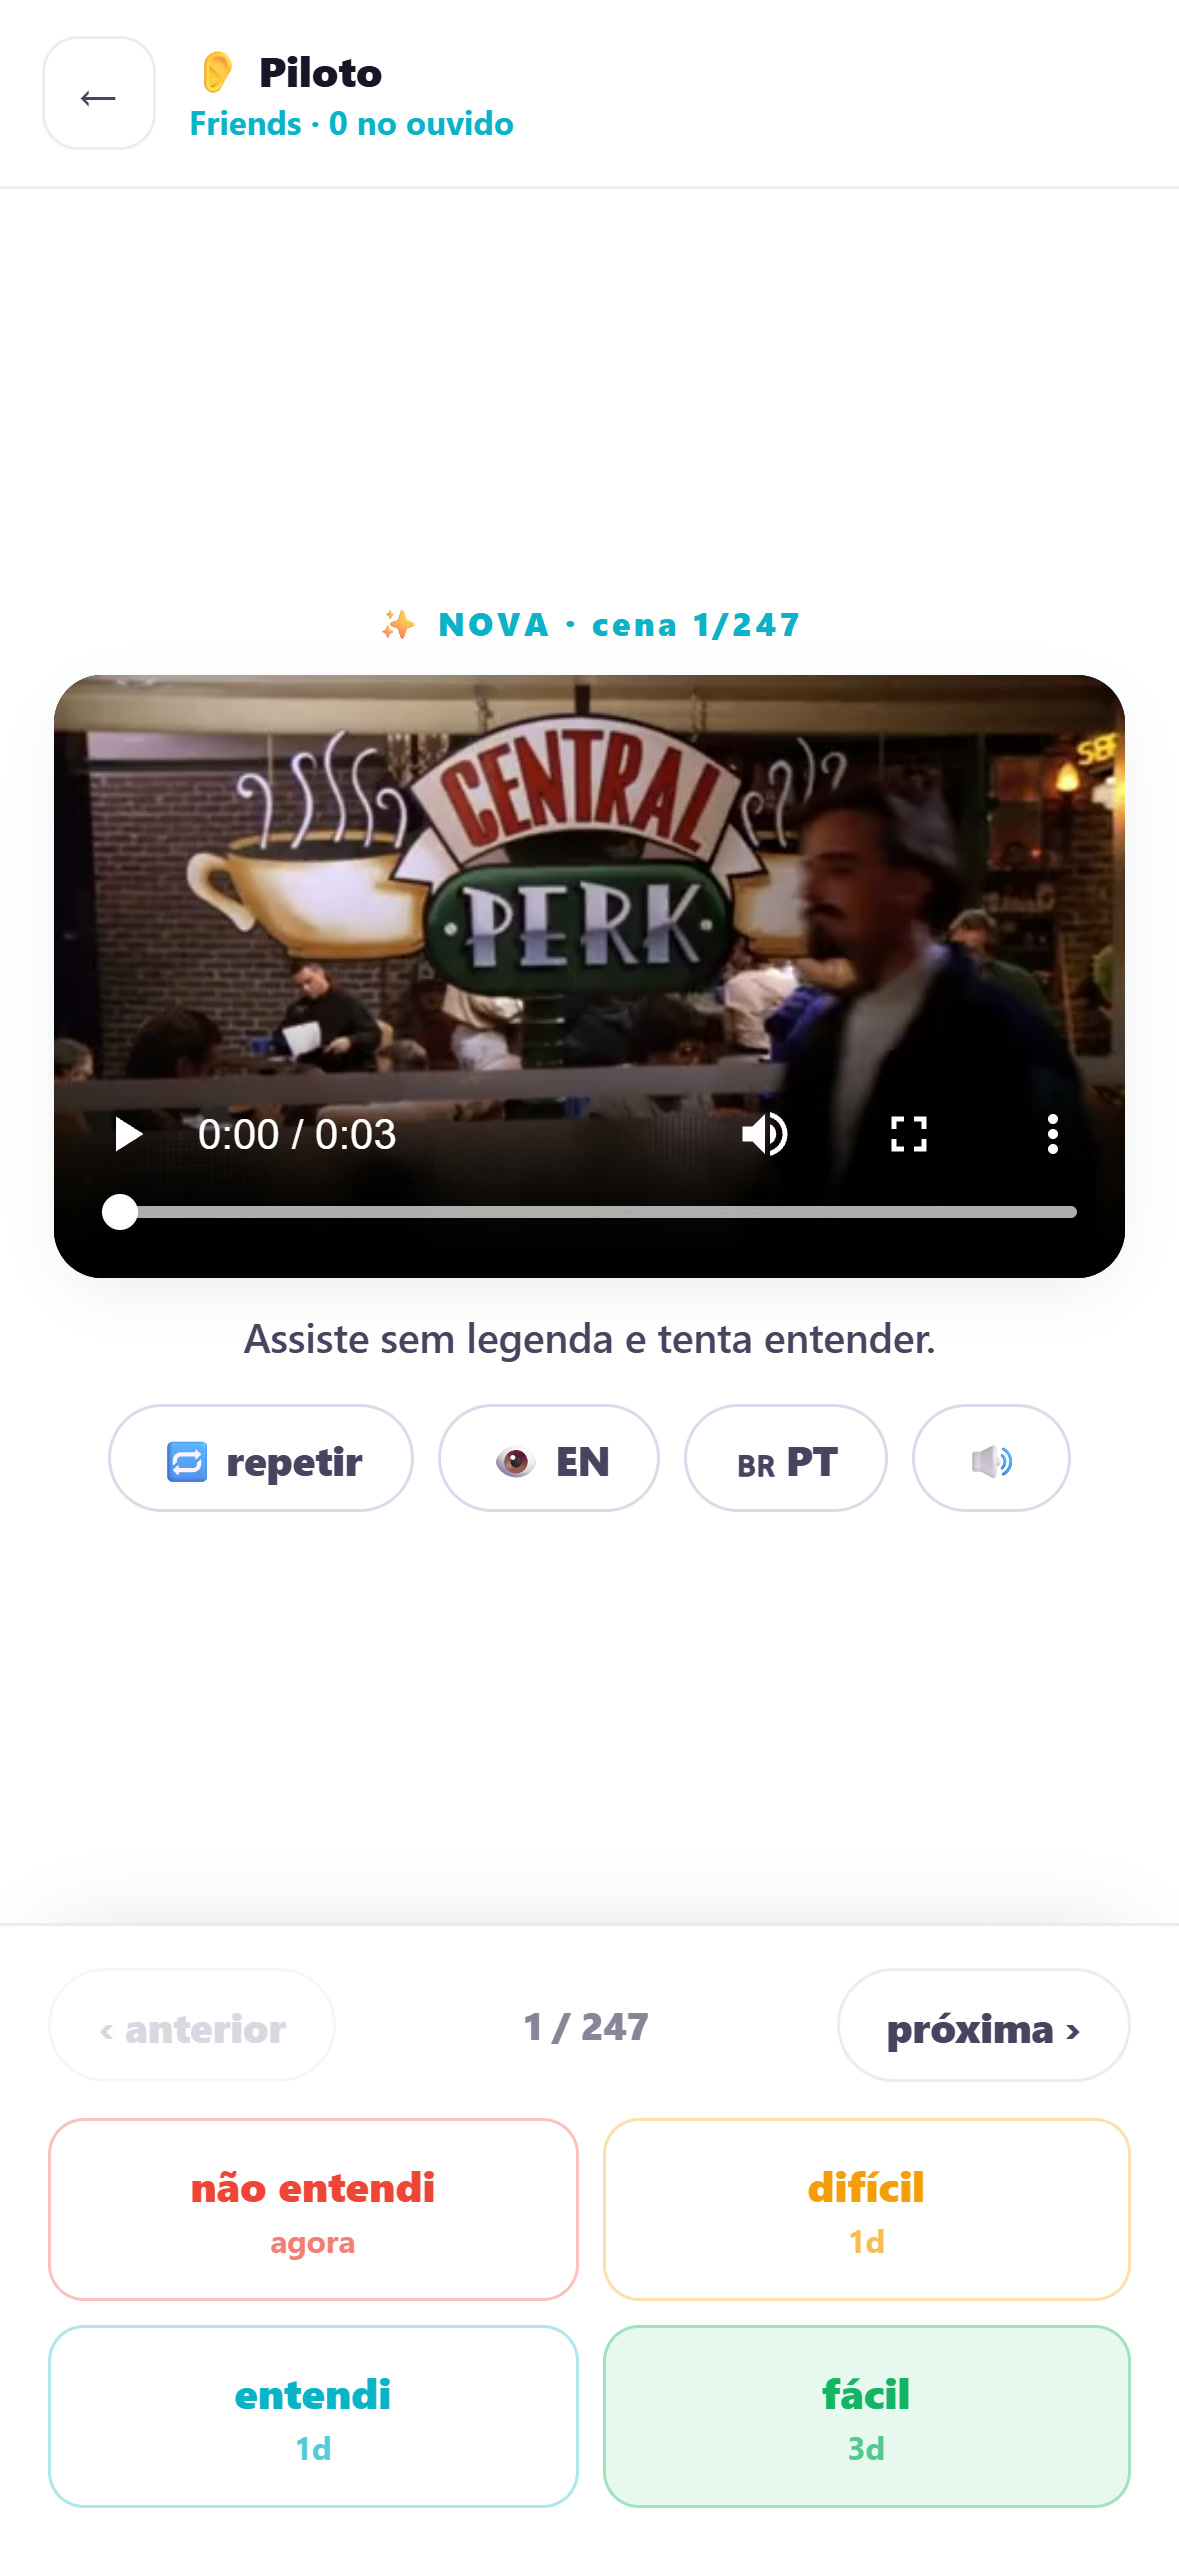 ←
👂 Piloto
Friends · 0 no ouvido
✨ NOVA · cena 1/247
CENTRAL
PERK
0:00 / 0:03
Assiste sem legenda e tenta entender.
🔁 repetir
👁️ EN
BR PT
🔊
‹ anterior
1 / 247
próxima ›
não entendi
agora
difícil
1d
entendi
1d
fácil
3d